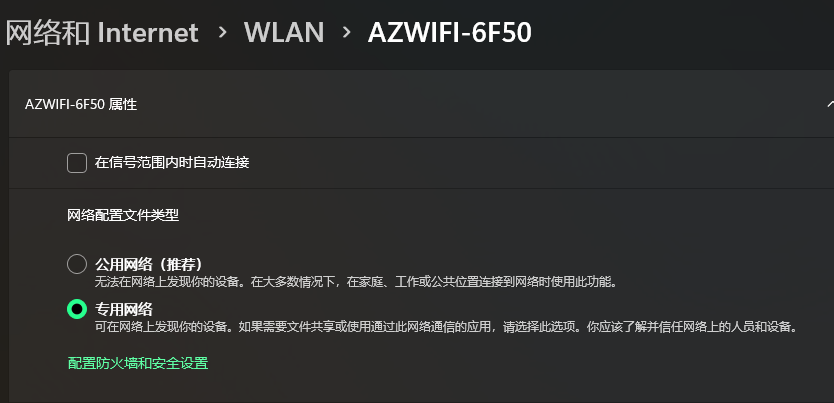 网络和 Internet › WLAN › AZWIFI-6F50
AZWIFI-6F50 属性
在信号范围内时自动连接
网络配置文件类型
公用网络（推荐）
无法在网络上发现你的设备。在大多数情况下，在家庭、工作或公共位置连接到网络时使用此功能。
专用网络
可在网络上发现你的设备。如果需要文件共享或使用通过此网络通信的应用，请选择此选项。你应该了解并信任网络上的人员和设备。
配置防火墙和安全设置